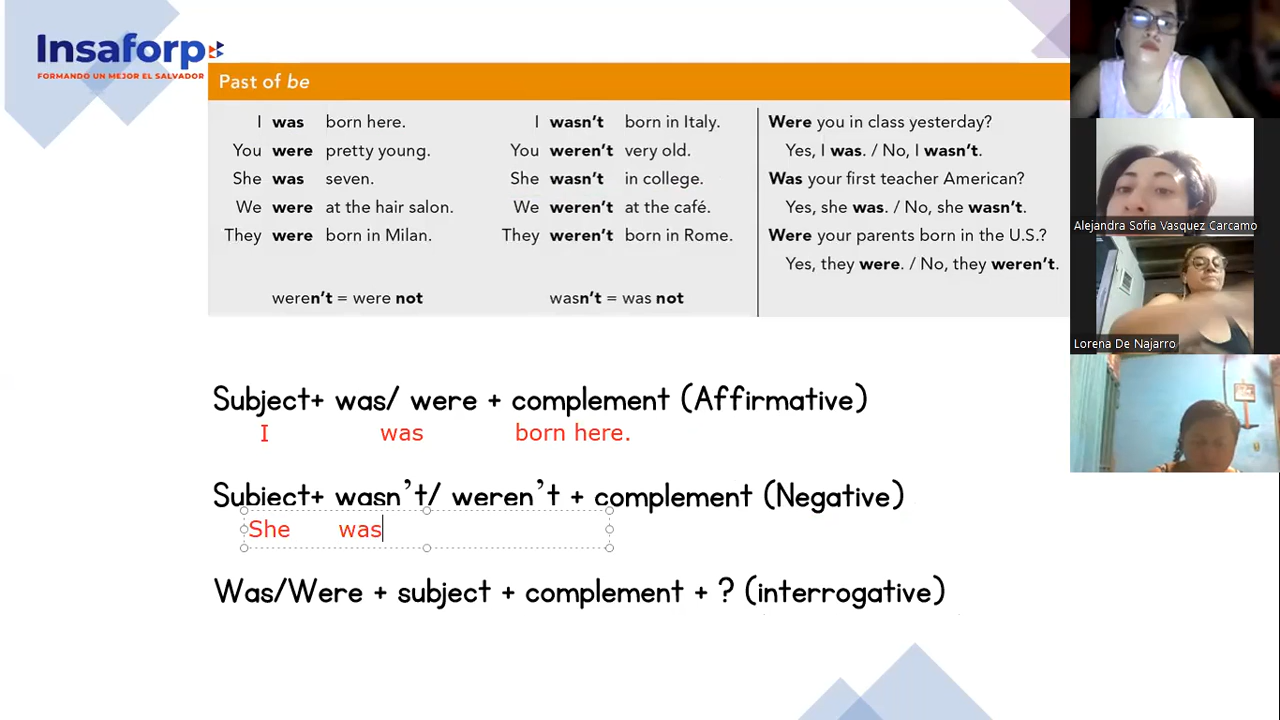 Insaforp
FORMANDO UN MEJOR EL SALVADOR
Past of be
I was born here.
You were pretty young.
She was seven.
We were at the hair salon.
They were born in Milan.
weren't = were not
I wasn't born in Italy.
You weren't very old.
She wasn't in college.
We weren't at the café.
They weren't born in Rome.
wasn't = was not
Were you in class yesterday?
Yes, I was. / No, I wasn't.
Was your first teacher American?
Yes, she was. / No, she wasn't.
Were your parents born in the U.S.?
Yes, they were. / No, they weren't.
Subject+ was/ were + complement (Affirmative)
I was born here.
Subject+ wasn't/ weren't + complement (Negative)
She was
Was/Were + subject + complement + ? (interrogative)
Alejandra Sofia Vasquez Carcamo
Lorena De Najarro